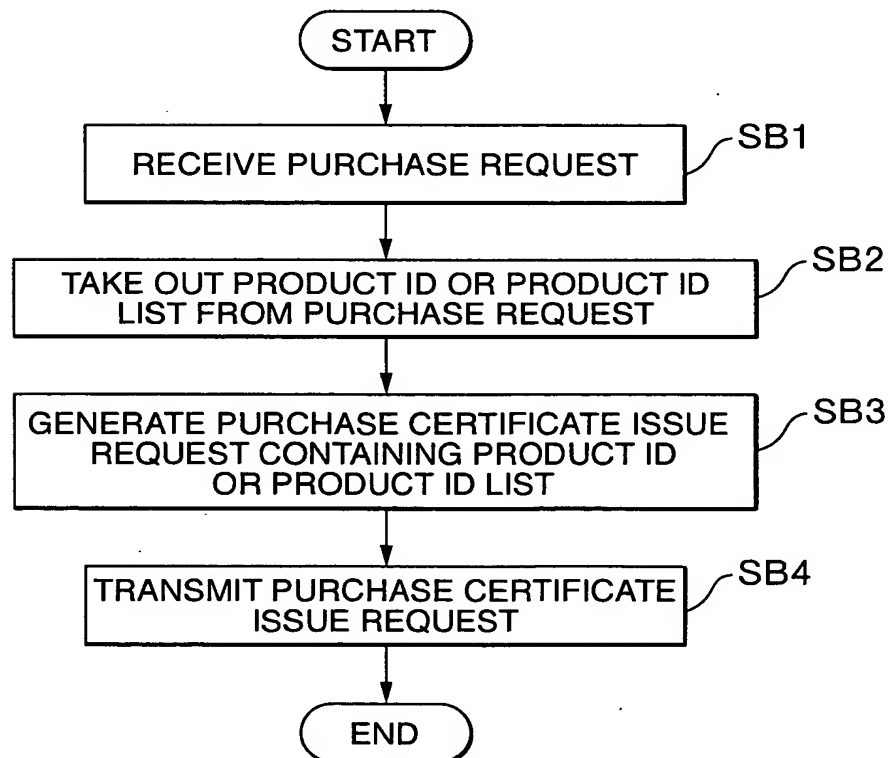 START
RECEIVE PURCHASE REQUEST
SB1
TAKE OUT PRODUCT ID OR PRODUCT ID
LIST FROM PURCHASE REQUEST
SB2
GENERATE PURCHASE CERTIFICATE ISSUE
REQUEST CONTAINING PRODUCT ID
OR PRODUCT ID LIST
SB3
TRANSMIT PURCHASE CERTIFICATE
ISSUE REQUEST
SB4
END